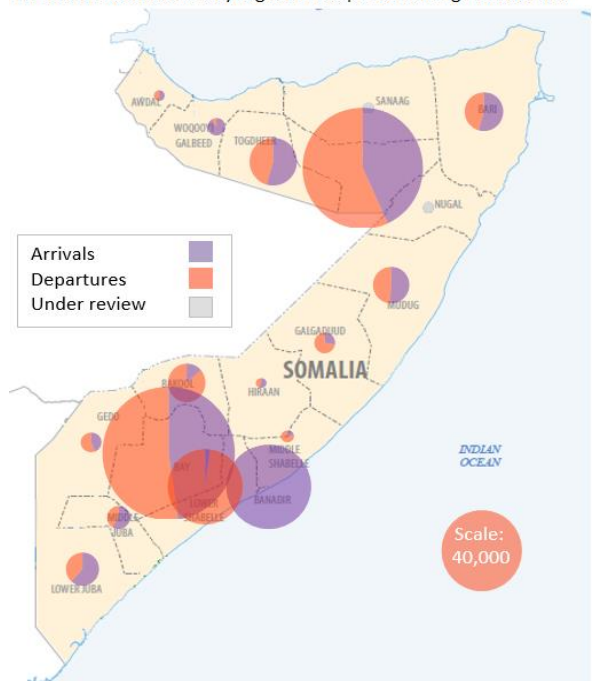 AWDAL
WOQOOYI
GALBEED
TOGDHEER
SANAAG
BARI
NUGAL
Arrivals
Departures
Under review
MUDUG
GALGADUUD
SOMALIA
HIRAAN
BAKOOL
GEDO
BAY
MIDDLE
SHABELLE
BANADIR
LOWER
SHABELLE
MIDDLE
JUBA
LOWER JUBA
INDIAN
OCEAN
Scale:
40,000